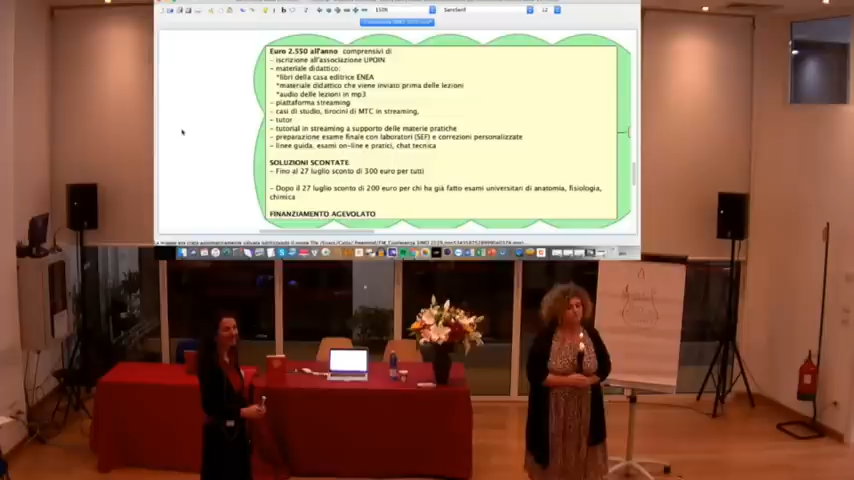 110%
SansSerif
12
Euro 2.550 all'anno comprensivi di
- iscrizione all'associazione UPOIN
- materiale didattico:
*libri della casa editrice ENEA
*materiale didattico che viene inviato prima delle lezioni
*audio delle lezioni in mp3
- piattaforma streaming
- casi di studio, tirocini di MTC in streaming,
- tutor
- tutorial in streaming a supporto delle materie pratiche
- preparazione esame finale con laboratori (SEF) e correzioni personalizzate
- linee guida, esami on-line e pratici, chat tecnica
SOLUZIONI SCONTATE
- Fino al 27 luglio sconto di 300 euro per tutti
- Dopo il 27 luglio sconto di 200 euro per chi ha già fatto esami universitari di anatomia, fisiologia,
chimica
FINANZIAMENTO AGEVOLATO